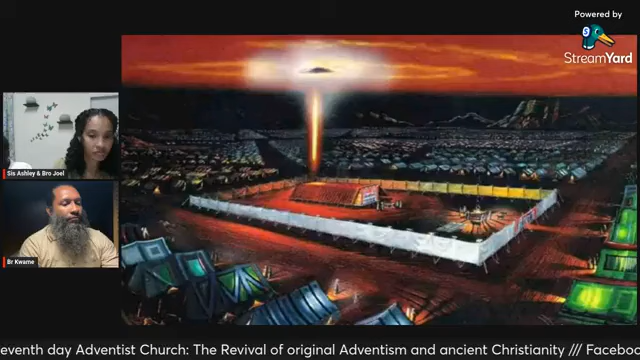 Powered by
StreamYard
Sis Ashley & Bro Joel
Br Kwame
eventh day Adventist Church: The Revival of original Adventism and ancient Christianity /// Faceboo